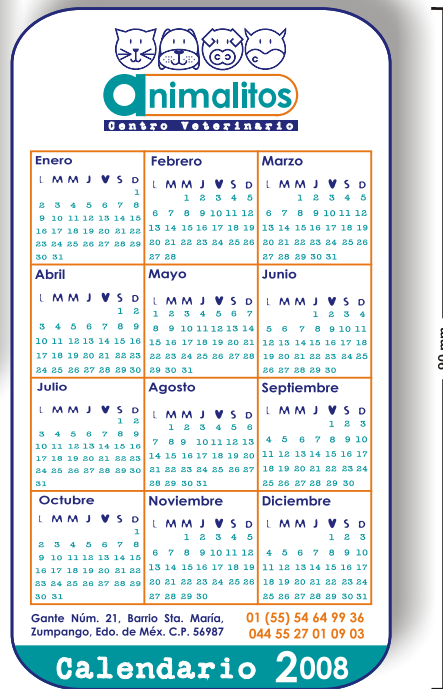 animalitos
Centro Veterinario
Enero
L M M J V S D
1
2 3 4 5 6 7 8
9 10 11 12 13 14 15
16 17 18 19 20 21 22
23 24 25 26 27 28 29
30 31
Febrero
L M M J V S D
1 2 3 4 5
6 7 8 9 10 11 12
13 14 15 16 17 18 19
20 21 22 23 24 25 26
27 28
Marzo
L M M J V S D
1 2 3 4 5
6 7 8 9 10 11 12
13 14 15 16 17 18 19
20 21 22 23 24 25 26
27 28 29 30 31
Abril
L M M J V S D
1 2
3 4 5 6 7 8 9
10 11 12 13 14 15 16
17 18 19 20 21 22 23
24 25 26 27 28 29 30
Mayo
L M M J V S D
1 2 3 4 5 6 7
8 9 10 11 12 13 14
15 16 17 18 19 20 21
22 23 24 25 26 27 28
29 30 31
Junio
L M M J V S D
1 2 3 4
5 6 7 8 9 10 11
12 13 14 15 16 17 18
19 20 21 22 23 24 25
26 27 28 29 30
Julio
L M M J V S D
1 2
3 4 5 6 7 8 9
10 11 12 13 14 15 16
17 18 19 20 21 22 23
24 25 26 27 28 29 30
31
Agosto
L M M J V S D
1 2 3 4 5 6
7 8 9 10 11 12 13
14 15 16 17 18 19 20
21 22 23 24 25 26 27
28 29 30 31
Septiembre
L M M J V S D
1 2 3
4 5 6 7 8 9 10
11 12 13 14 15 16 17
18 19 20 21 22 23 24
25 26 27 28 29 30
Octubre
L M M J V S D
1
2 3 4 5 6 7 8
9 10 11 12 13 14 15
16 17 18 19 20 21 22
23 24 25 26 27 28 29
30 31
Noviembre
L M M J V S D
1 2 3 4 5
6 7 8 9 10 11 12
13 14 15 16 17 18 19
20 21 22 23 24 25 26
27 28 29 30
Diciembre
L M M J V S D
1 2 3
4 5 6 7 8 9 10
11 12 13 14 15 16 17
18 19 20 21 22 23 24
25 26 27 28 29 30 31
Gante Núm. 21, Barrio Sta. María,
Zumpango, Edo. de Méx. C.P. 56987
01 (55) 54 64 99 36
044 55 27 01 09 03
Calendario 2008